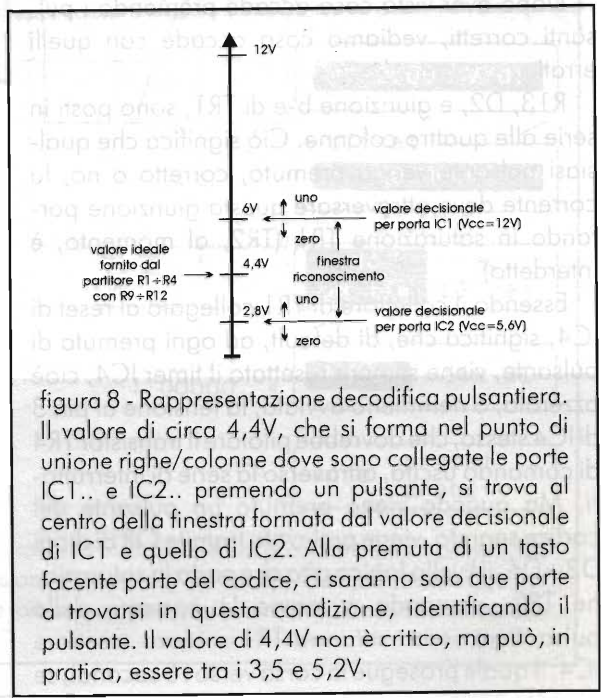 12V
6V
uno
zero
valore decisionale
per porta IC1 (Vcc=12V)
valore ideale
fornito dal
partitore R1÷R4
con R9÷R12
4,4V
finestra
riconoscimento
2,8V
uno
zero
valore decisionale
per porta IC2 (Vcc=5,6V)
figura 8 - Rappresentazione decodifica pulsantiera.
Il valore di circa 4,4V, che si forma nel punto di
unione righe/colonne dove sono collegate le porte
IC1.. e IC2.. premendo un pulsante, si trova al
centro della finestra formata dal valore decisionale
di IC1 e quello di IC2. Alla premuta di un tasto
facente parte del codice, ci saranno solo due porte
a trovarsi in questa condizione, identificando il
pulsante. Il valore di 4,4V non è critico, ma può, in
pratica, essere tra i 3,5 e 5,2V.